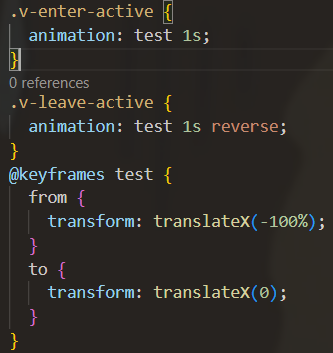 .v-enter-active {
  animation: test 1s;
}
0 references
.v-leave-active {
  animation: test 1s reverse;
}
@keyframes test {
  from {
    transform: translateX(-100%);
  }
  to {
    transform: translateX(0);
  }
}